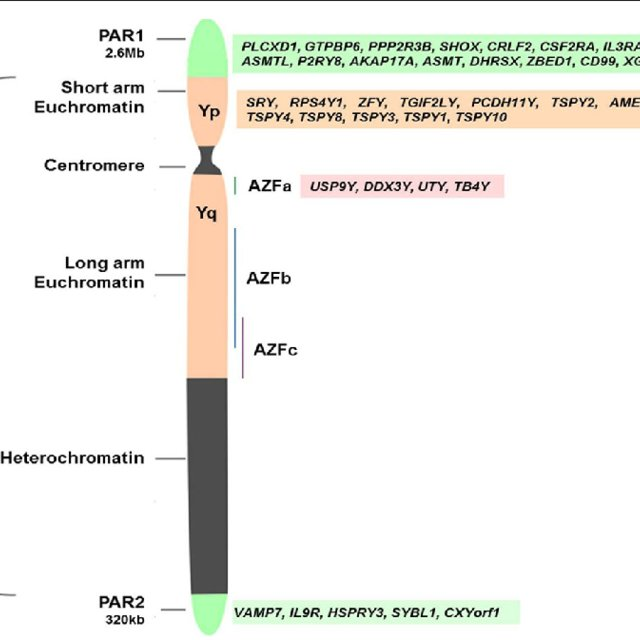 PAR1
2.6Mb
PLCXD1, GTPBP6, PPP2R3B, SHOX, CRLF2, CSF2RA, IL3RA
ASMTL, P2RY8, AKAP17A, ASMT, DHRSX, ZBED1, CD99, XG
Short arm
Euchromatin
Yp
SRY, RPS4Y1, ZFY, TGIF2LY, PCDH11Y, TSPY2, AME
TSPY4, TSPY8, TSPY3, TSPY1, TSPY10
Centromere
AZFa
USP9Y, DDX3Y, UTY, TB4Y
Yq
Long arm
Euchromatin
AZFb
AZFc
Heterochromatin
PAR2
320kb
VAMP7, IL9R, HSPRY3, SYBL1, CXYorf1